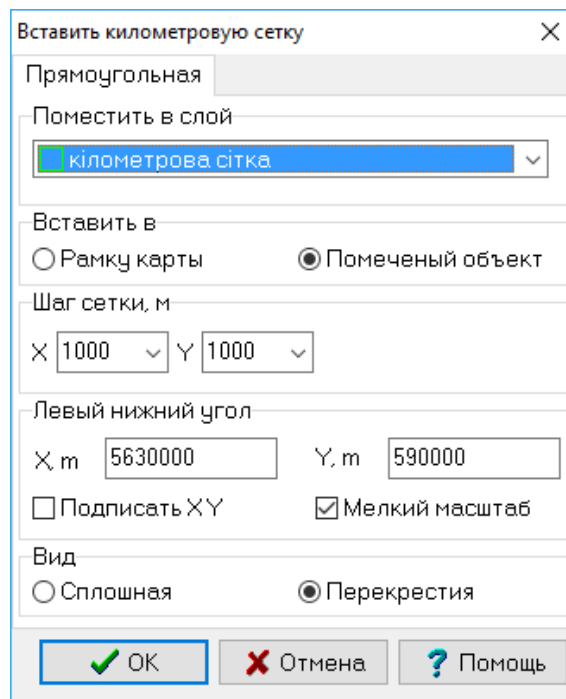 Вставить километровую сетку
Прямоугольная
Поместить в слой
кілометрова сітка
Вставить в
Рамку карты Помеченый объект
Шаг сетки, м
X 1000 Y 1000
Левый нижний угол
X, m 5630000 Y, m 590000
Подписать XY Мелкий масштаб
Вид
Сплошная Перекрестия
OK Отмена ? Помощь